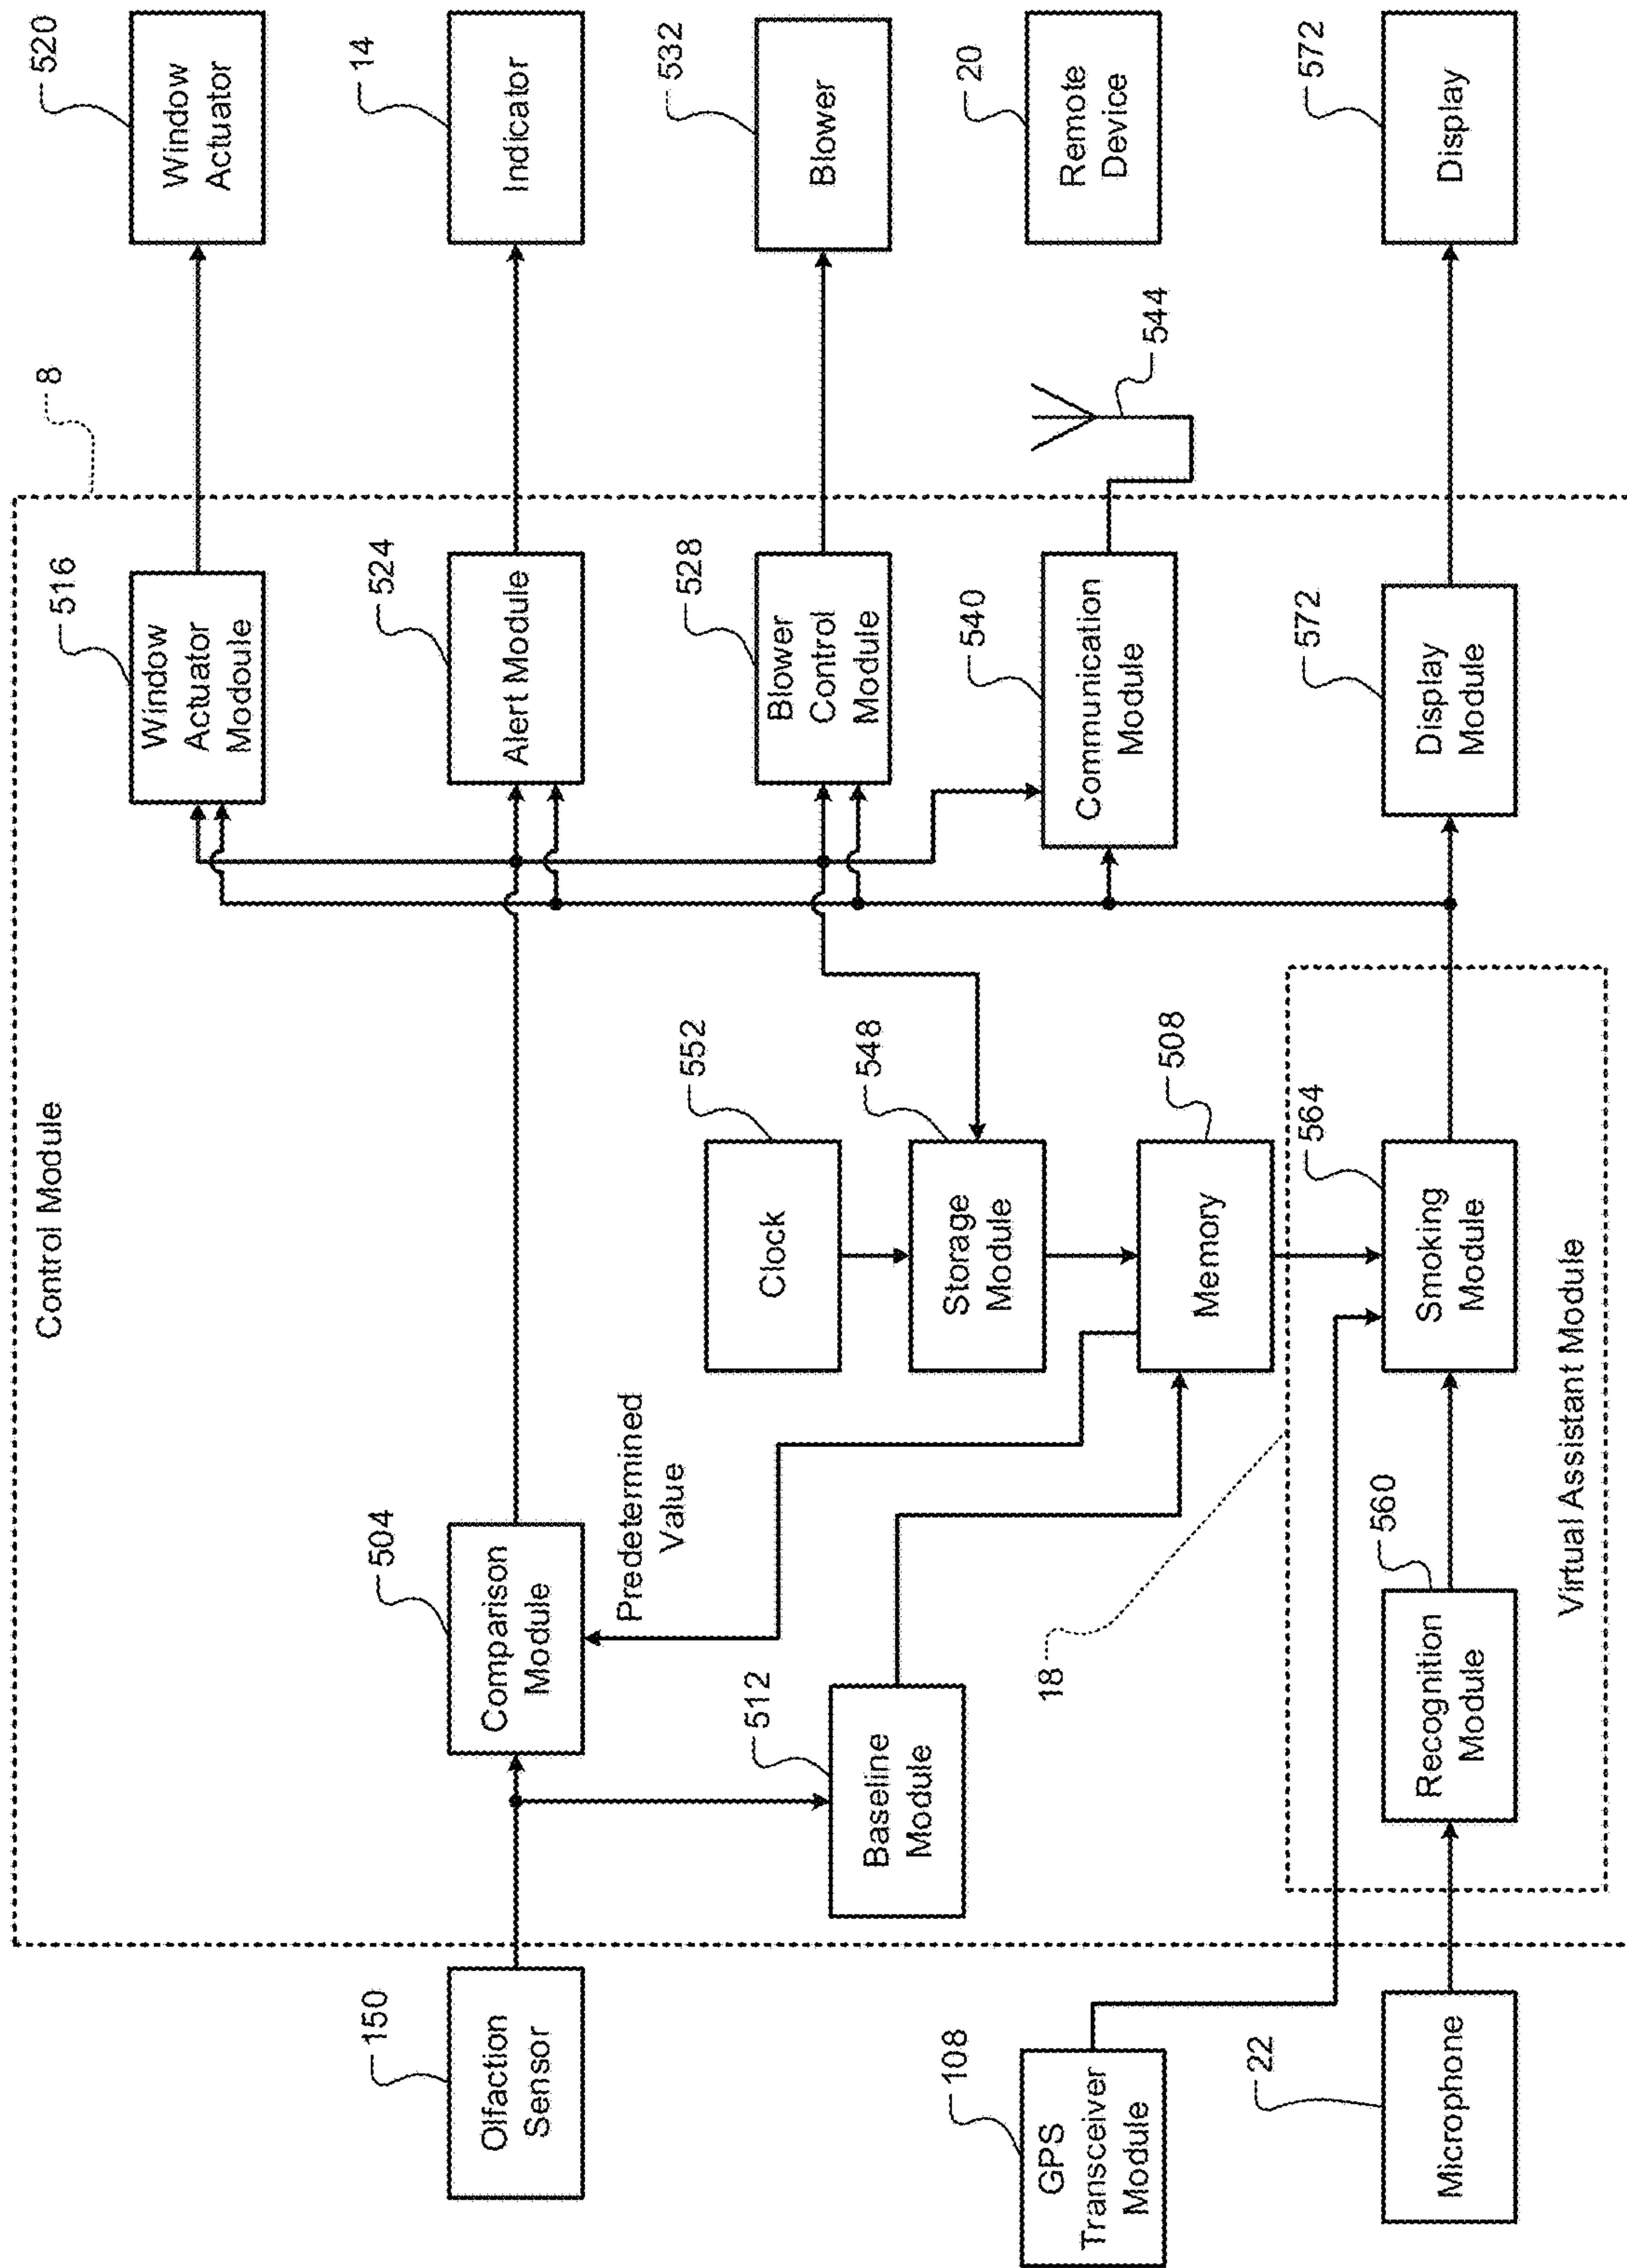 Control Module
8
Olfaction
Sensor
150
Comparison
Module
504
Window
Actuator
Modoule
516
Window
Actuator
520
Alert Module
524
Indicator
14
Predetermined
Value
Baseline
Module
512
Clock
552
Blower
Control
Module
528
Blower
532
Storage
Module
548
GPS
Transceiver
Module
108
Memory
508
Communication
Module
540
544
Remote
Device
20
18
Microphone
22
Recognition
Module
560
Smoking
Module
564
Virtual Assistant Module
Display
Module
572
Display
572